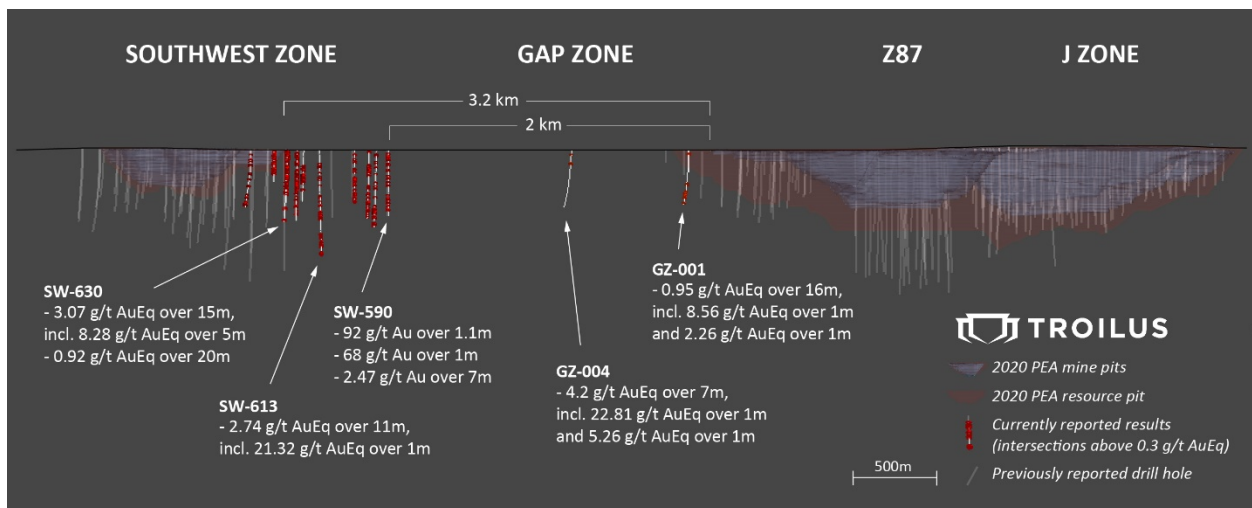 SOUTHWEST ZONE
GAP ZONE
Z87
J ZONE
3.2 km
2 km
SW-630
- 3.07 g/t AuEq over 15m,
incl. 8.28 g/t AuEq over 5m
- 0.92 g/t AuEq over 20m
SW-613
- 2.74 g/t AuEq over 11m,
incl. 21.32 g/t AuEq over 1m
SW-590
- 92 g/t Au over 1.1m
- 68 g/t Au over 1m
- 2.47 g/t Au over 7m
GZ-004
- 4.2 g/t AuEq over 7m,
incl. 22.81 g/t AuEq over 1m
and 5.26 g/t AuEq over 1m
GZ-001
- 0.95 g/t AuEq over 16m,
incl. 8.56 g/t AuEq over 1m
and 2.26 g/t AuEq over 1m
TROILUS
2020 PEA mine pits
2020 PEA resource pit
Currently reported results
(intersections above 0.3 g/t AuEq)
Previously reported drill hole
500m